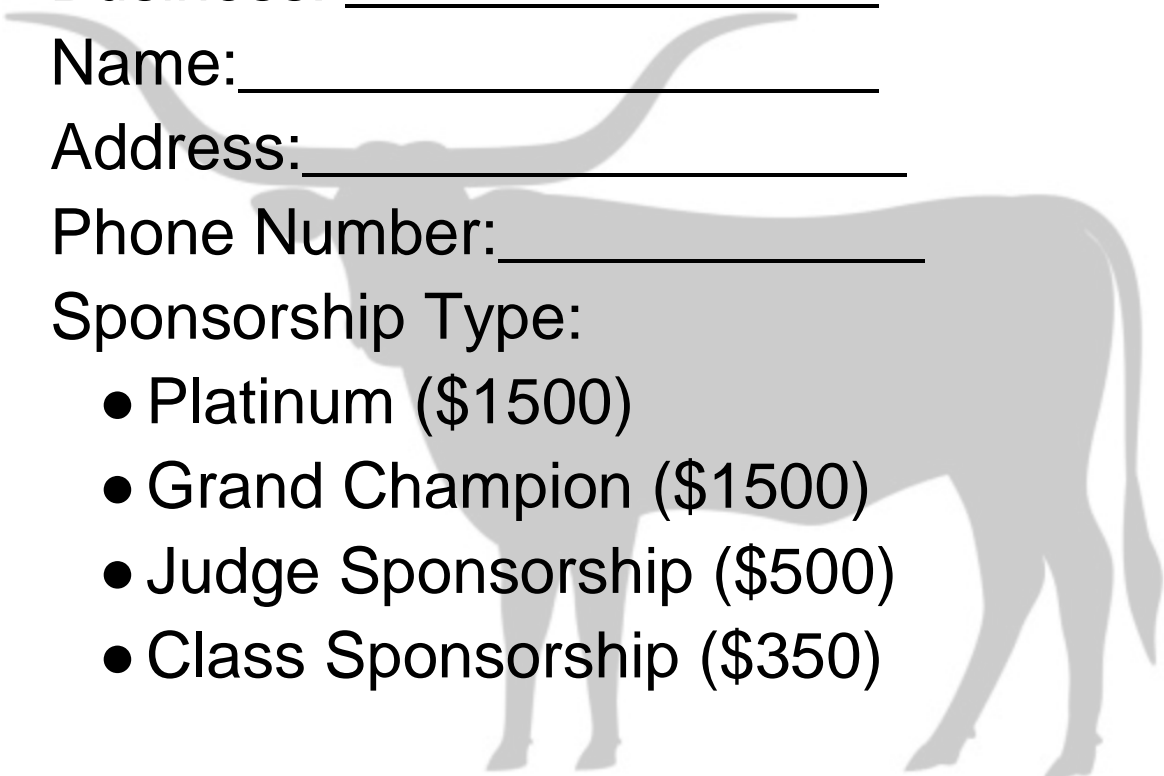 Name:
Address:
Phone Number:
Sponsorship Type:
● Platinum ($1500)
● Grand Champion ($1500)
● Judge Sponsorship ($500)
● Class Sponsorship ($350)